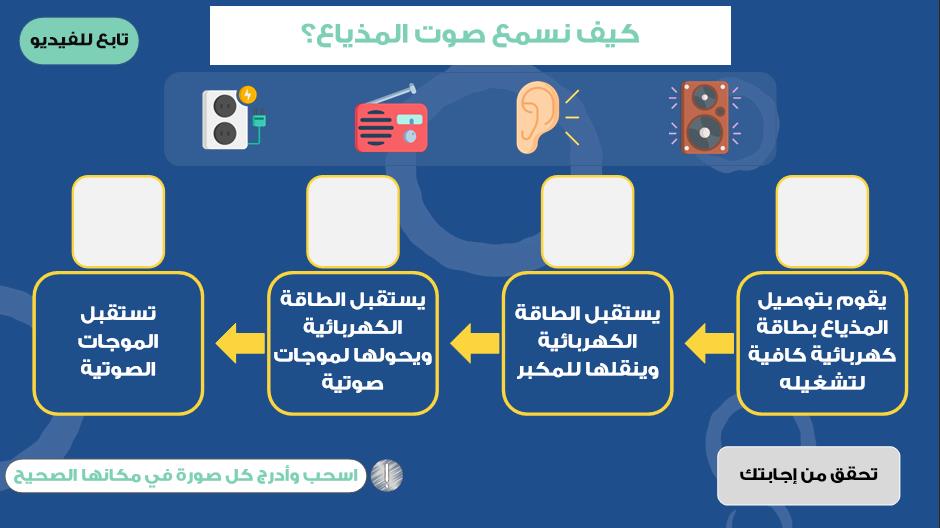 كيف نسمع صوت المذياع؟
تابع للفيديو
يقوم بتوصيل
المذياع بطاقة
كهربائية كافية
لتشغيله
يستقبل الطاقة
الكهربائية
وينقلها للمكبر
يستقبل الطاقة
الكهربائية
ويحولها لموجات
صوتية
تستقبل
الموجات
الصوتية
تحقق من إجابتك
اسحب وأدرج كل صورة في مكانها الصحيح